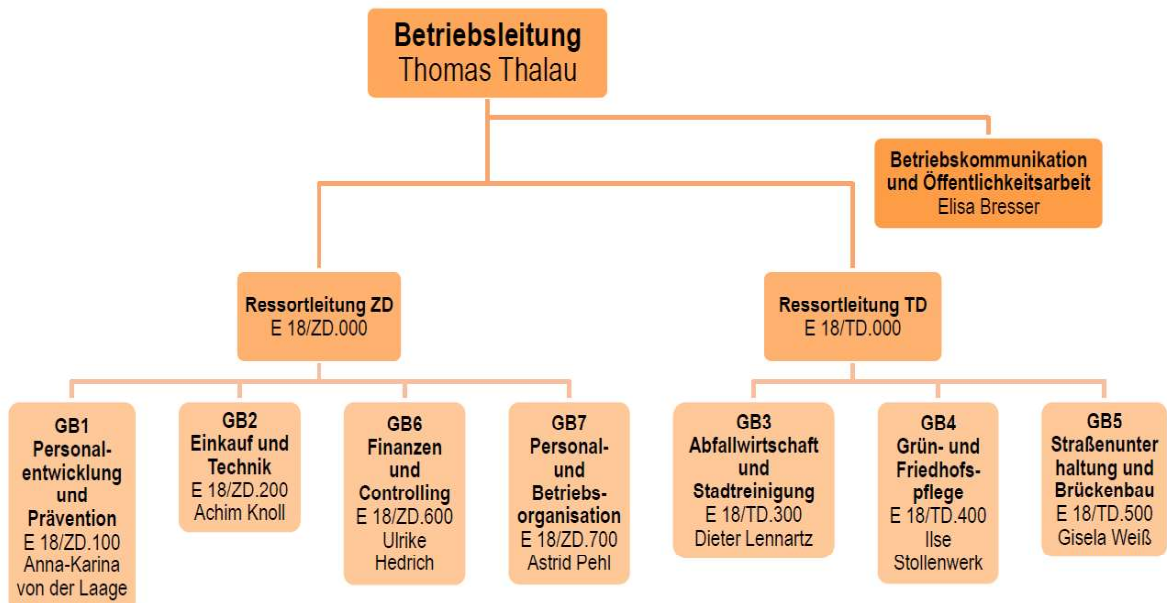 Betriebsleitung
Thomas Thalau
Betriebskommunikation
und Öffentlichkeitsarbeit
Elisa Bresser
Ressortleitung ZD
E 18/ZD.000
Ressortleitung TD
E 18/TD.000
GB1
Personal-
entwicklung
und
Prävention
E 18/ZD.100
Anna-Karina
von der Laage
GB2
Einkauf und
Technik
E 18/ZD.200
Achim Knoll
GB6
Finanzen
und
Controlling
E 18/ZD.600
Ulrike
Hedrich
GB7
Personal-
und
Betriebs-
organisation
E 18/ZD.700
Astrid Pehl
GB3
Abfallwirtschaft
und
Stadtreinigung
E 18/TD.300
Dieter Lennartz
GB4
Grün- und
Friedhofs-
pflege
E 18/TD.400
Ilse
Stollenwerk
GB5
Straßenunter
haltung und
Brückenbau
E 18/TD.500
Gisela Weiß